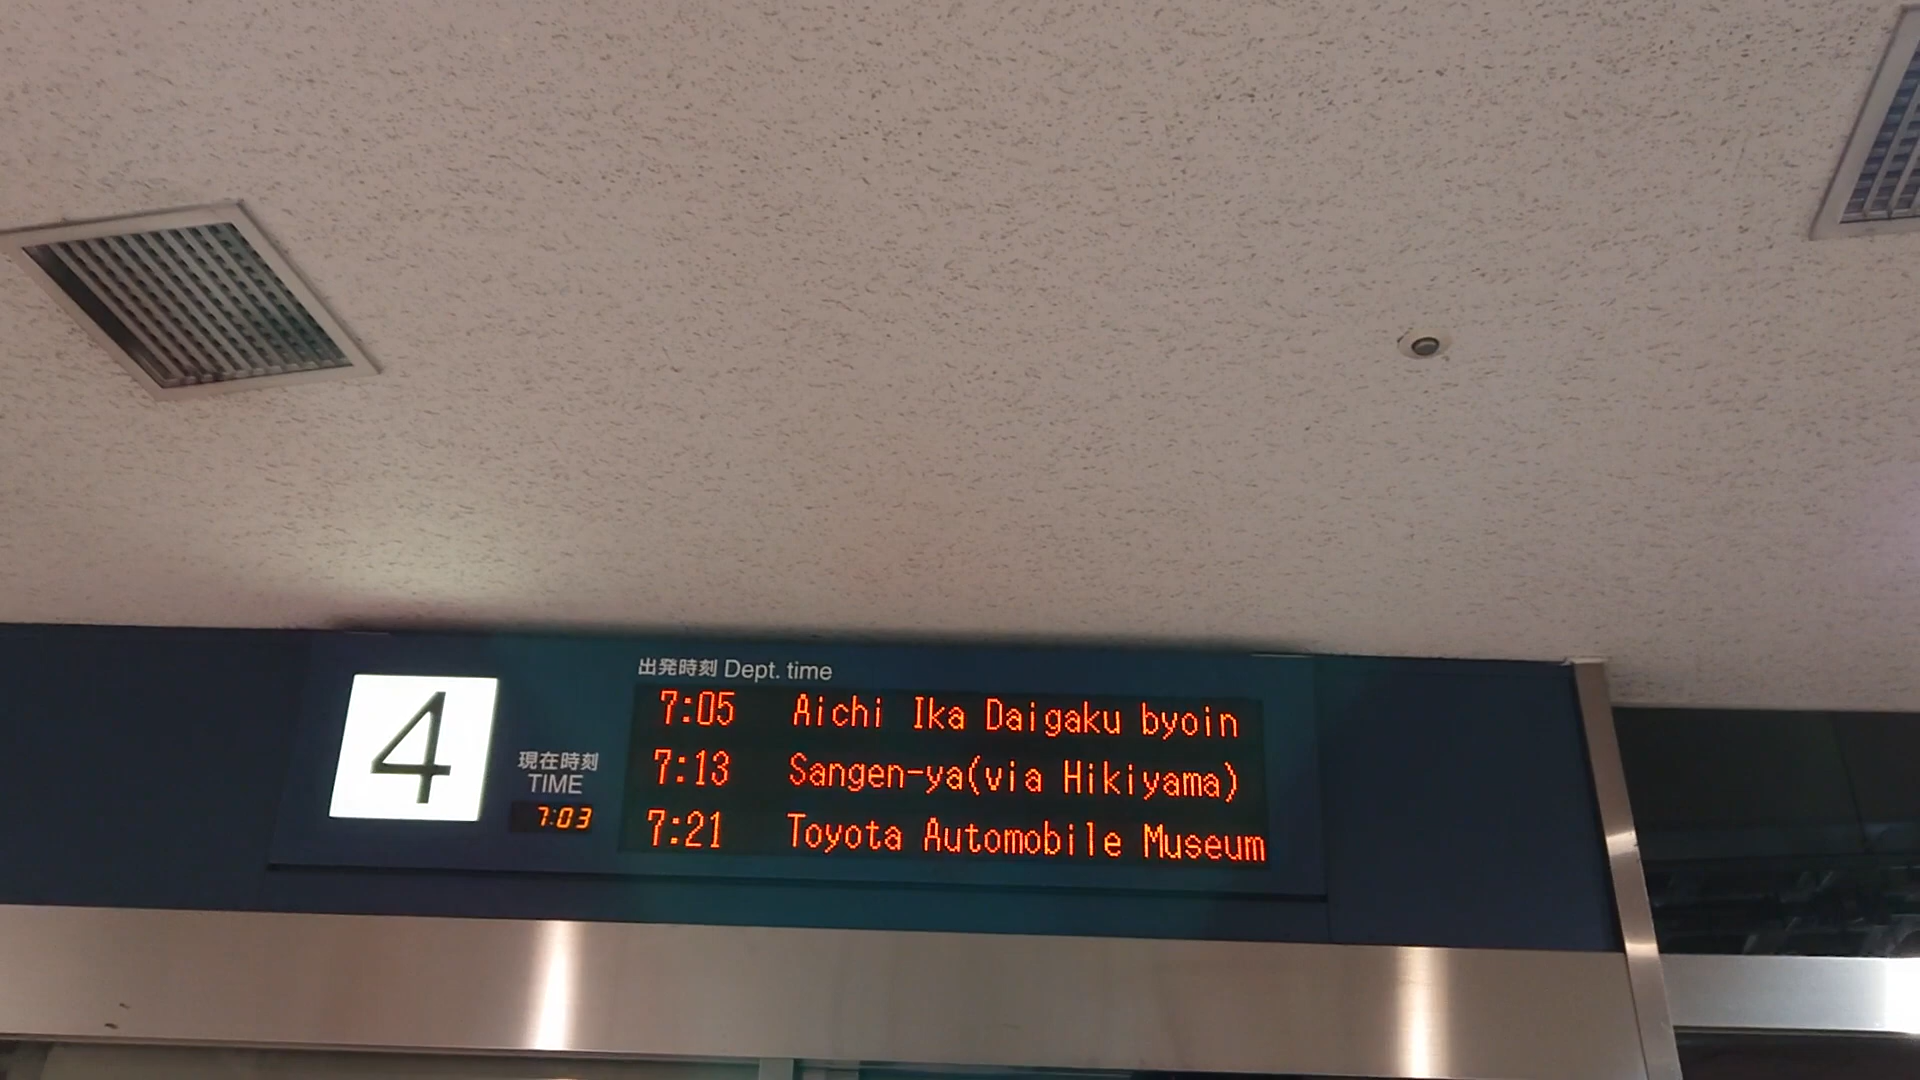 4
現在時刻
TIME
7:03
出発時刻 Dept. time
7:05 Aichi Ika Daigaku byoin
7:13 Sangen-ya(via Hikiyama)
7:21 Toyota Automobile Museum